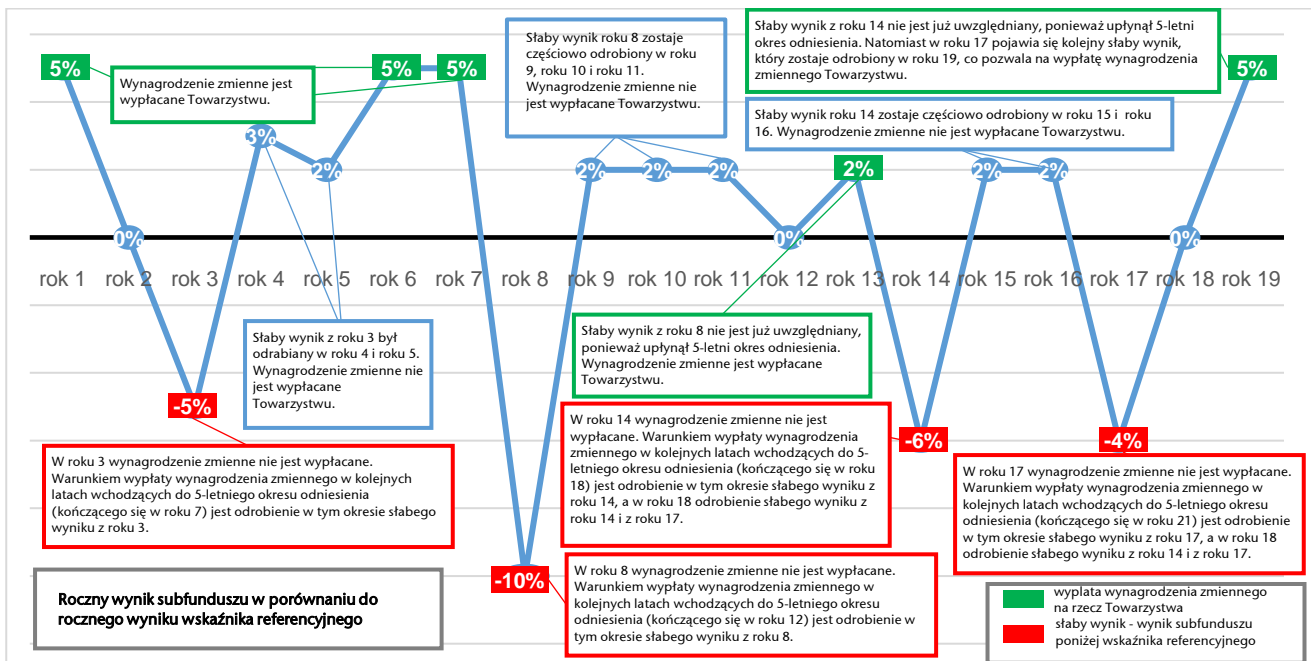 Słaby wynik roku 8 zostaje
częściowo odrobiony w roku
9, roku 10 i roku 11.
Wynagrodzenie zmienne nie
jest wypłacane Towarzystwu.
Słaby wynik z roku 14 nie jest już uwzględniany, ponieważ upłynął 5-letni
okres odniesienia. Natomiast w roku 17 pojawia się kolejny słaby wynik,
który zostaje odrobiony w roku 19, co pozwala na wypłatę wynagrodzenia
zmiennego Towarzystwu.
Wynagrodzenie zmienne jest
wypłacane Towarzystwu.
Słaby wynik roku 14 zostaje częściowo odrobiony w roku 15 i roku
16. Wynagrodzenie zmienne nie jest wypłacane Towarzystwu.
5%
0%
-5%
3%
2%
5%
5%
-10%
2%
2%
2%
0%
2%
-6%
2%
2%
-4%
0%
5%
rok 1
rok 2
rok 3
rok 4
rok 5
rok 6
rok 7
rok 8
rok 9
rok 10
rok 11
rok 12
rok 13
rok 14
rok 15
rok 16
rok 17
rok 18
rok 19
Słaby wynik z roku 3 był
odrabiany w roku 4 i roku 5.
Wynagrodzenie zmienne nie
jest wypłacane
Towarzystwu.
Słaby wynik z roku 8 nie jest już uwzględniany,
ponieważ upłynął 5-letni okres odniesienia.
Wynagrodzenie zmienne jest wypłacane
Towarzystwu.
W roku 3 wynagrodzenie zmienne nie jest wypłacane.
Warunkiem wypłaty wynagrodzenia zmiennego w kolejnych
latach wchodzących do 5-letniego okresu odniesienia
(kończącego się w roku 7) jest odrobienie w tym okresie słabego
wyniku z roku 3.
W roku 14 wynagrodzenie zmienne nie jest
wypłacane. Warunkiem wypłaty wynagrodzenia
zmiennego w kolejnych latach wchodzących do 5-
letniego okresu odniesienia (kończącego się w roku
18) jest odrobienie w tym okresie słabego wyniku z
roku 14, a w roku 18 odrobienie słabego wyniku z
roku 14 i z roku 17.
W roku 17 wynagrodzenie zmienne nie jest wypłacane.
Warunkiem wypłaty wynagrodzenia zmiennego w
kolejnych latach wchodzących do 5-letniego okresu
odniesienia (kończącego się w roku 21) jest odrobienie
w tym okresie słabego wyniku z roku 17, a w roku 18
odrobienie słabego wyniku z roku 14 i z roku 17.
W roku 8 wynagrodzenie zmienne nie jest wypłacane.
Warunkiem wypłaty wynagrodzenia zmiennego w
kolejnych latach wchodzących do 5-letniego okresu
odniesienia (kończącego się w roku 12) jest odrobienie w
tym okresie słabego wyniku z roku 8.
Roczny wynik subfunduszu w porównaniu do
rocznego wyniku wskaźnika referencyjnego
wyplata wynagrodzenia zmiennego
na rzecz Towarzystwa
słaby wynik - wynik subfunduszu
poniżej wskaźnika referencyjnego